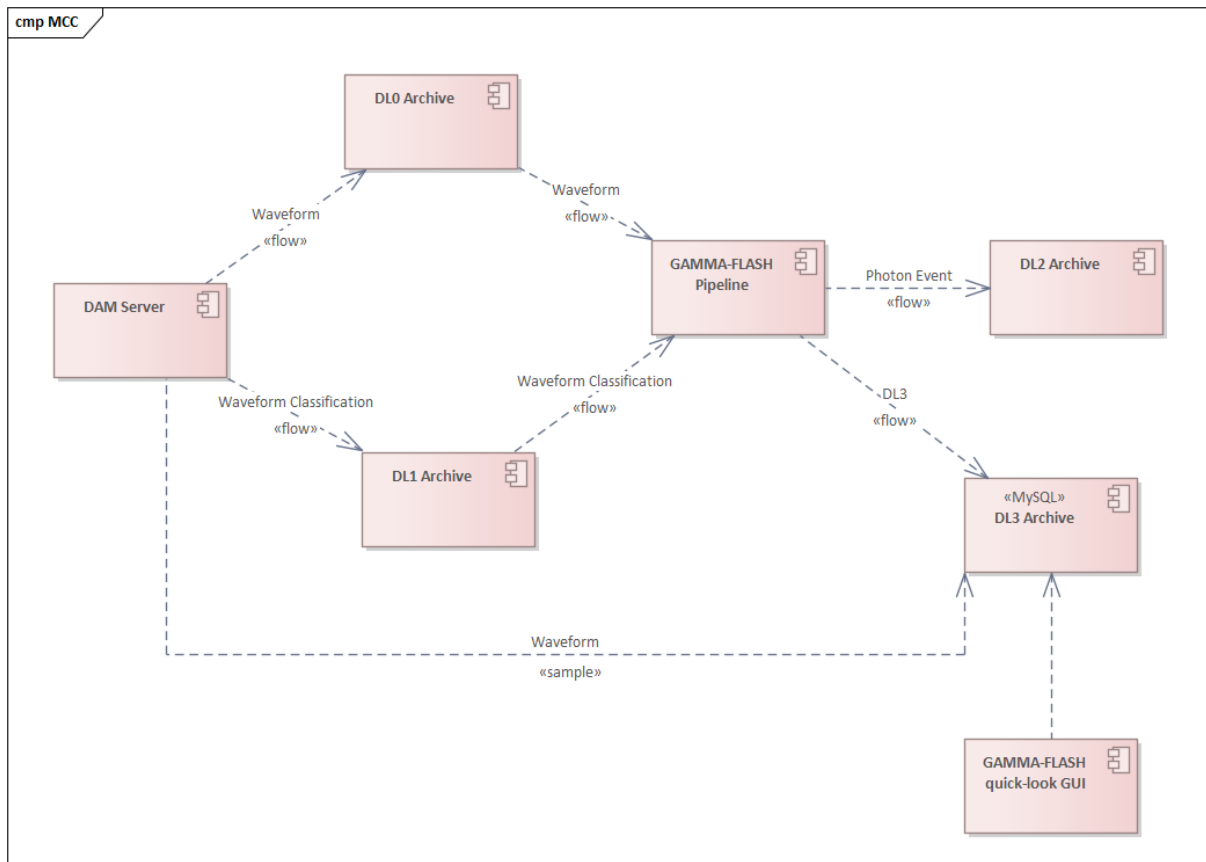 cmp MCC
DL0 Archive
Waveform
«flow»
Waveform
«flow»
GAMMA-FLASH
Pipeline
Photon Event
«flow»
DL2 Archive
DAM Server
Waveform Classification
«flow»
Waveform Classification
«flow»
DL1 Archive
DL3
«flow»
«MySQL»
DL3 Archive
Waveform
«sample»
GAMMA-FLASH
quick-look GUI